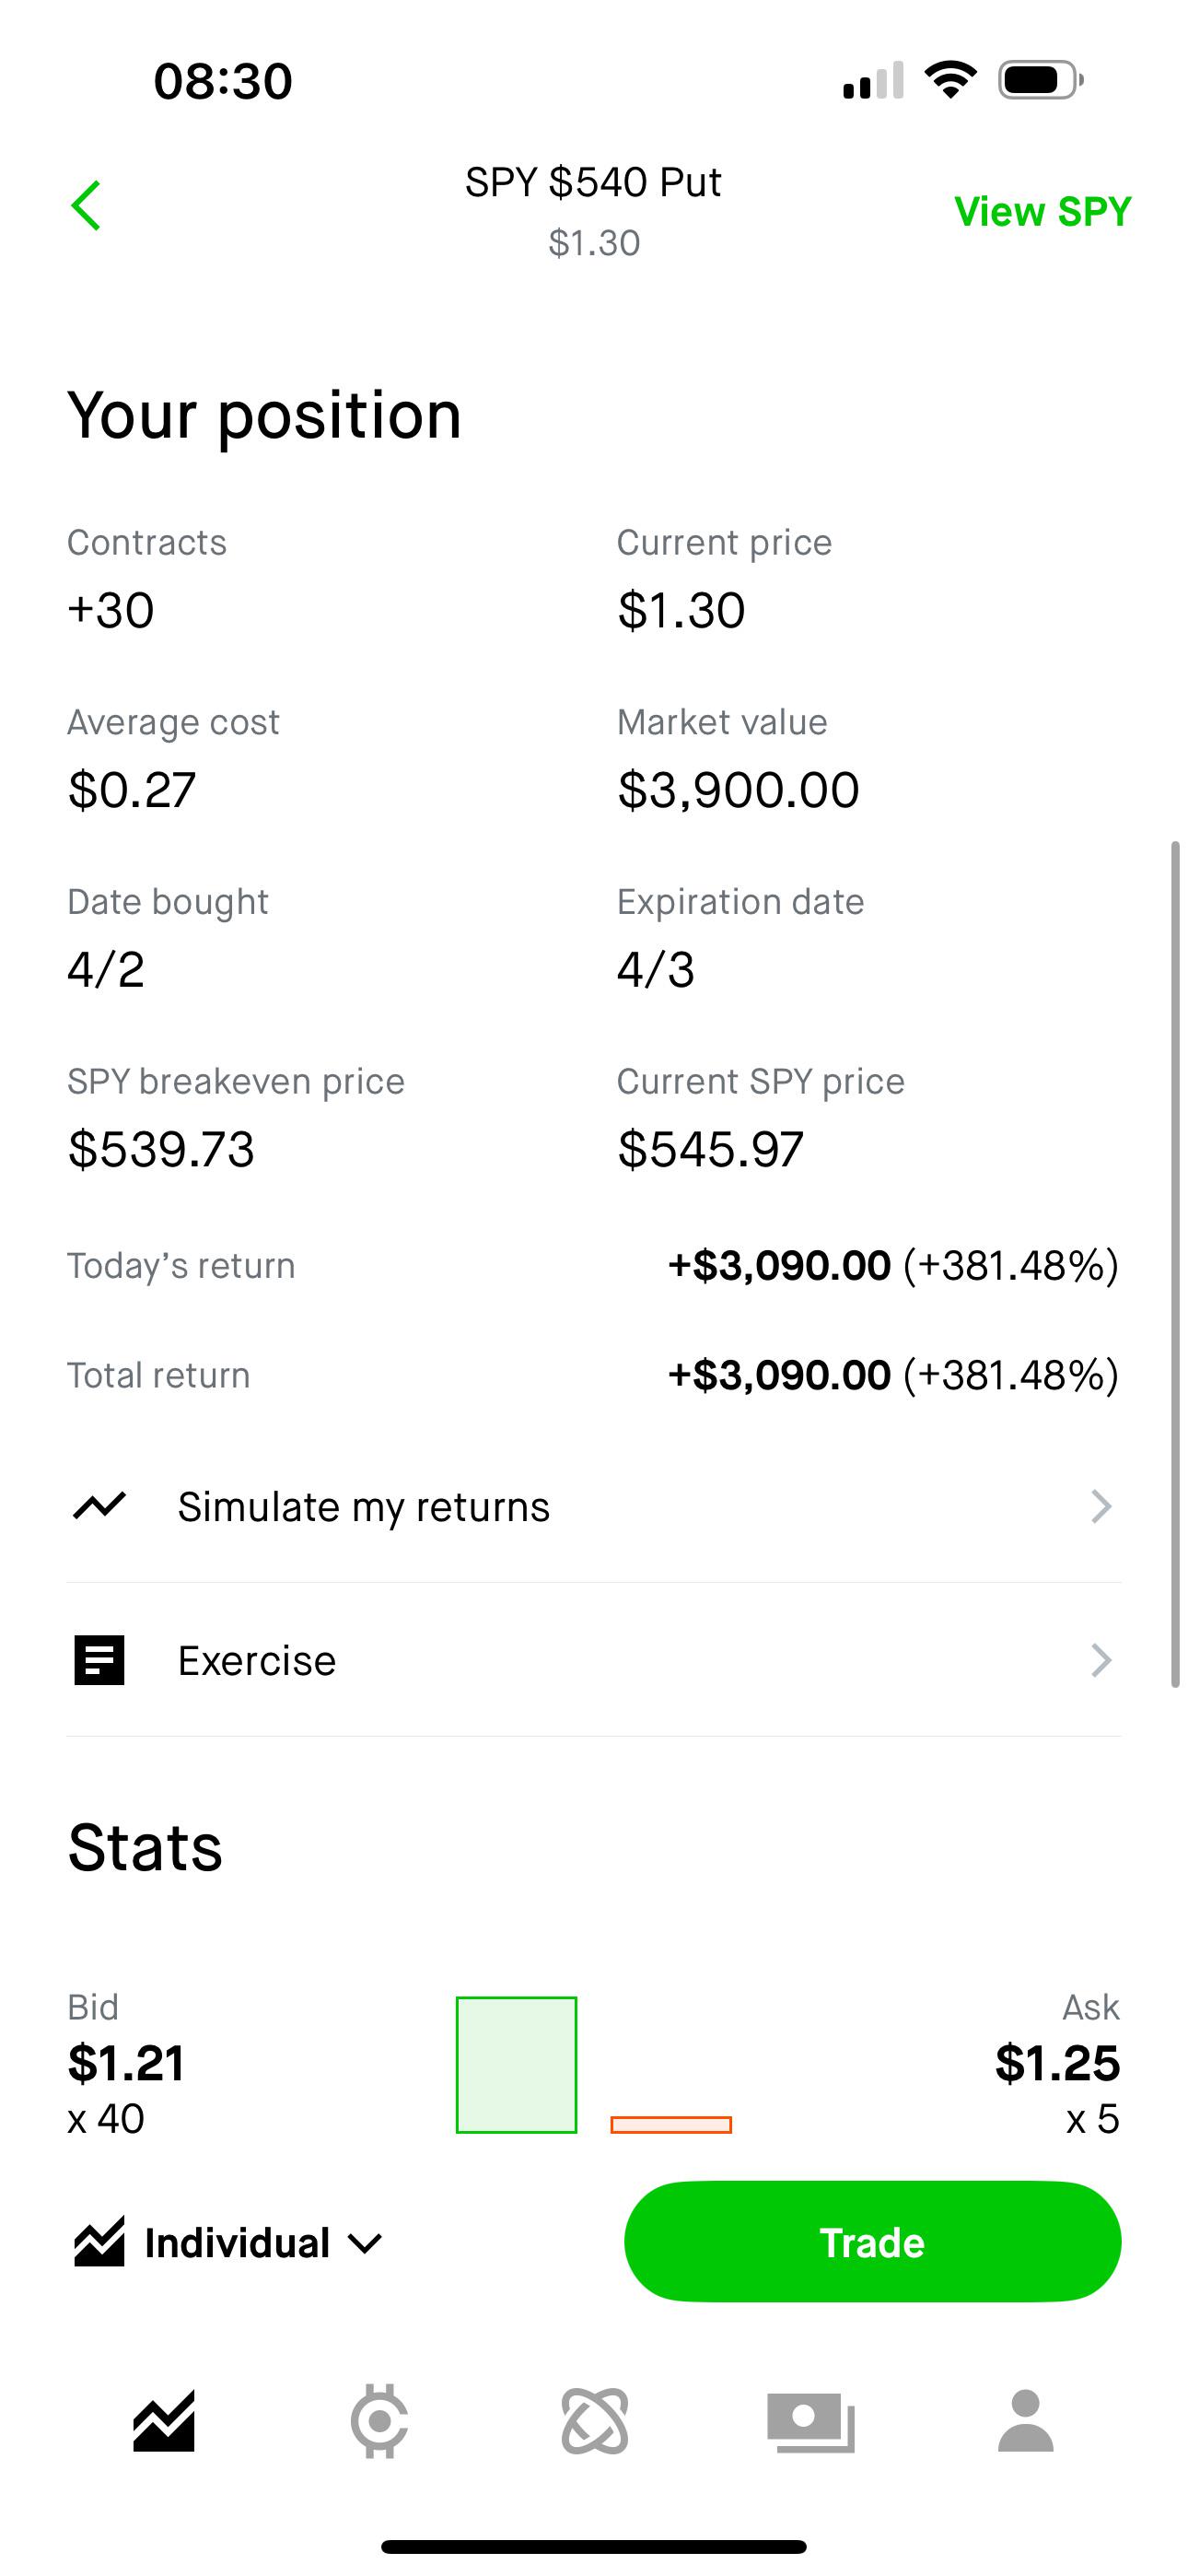 08:30
SPY $540 Put
$1.30
View SPY
Your position
Contracts
+30
Current price
$1.30
Average cost
$0.27
Market value
$3,900.00
Date bought
4/2
Expiration date
4/3
SPY breakeven price
$539.73
Current SPY price
$545.97
Today’s return
+$3,090.00 (+381.48%)
Total return
+$3,090.00 (+381.48%)
Simulate my returns
Exercise
Stats
Bid
$1.21
x 40
Ask
$1.25
x 5
Individual
Trade